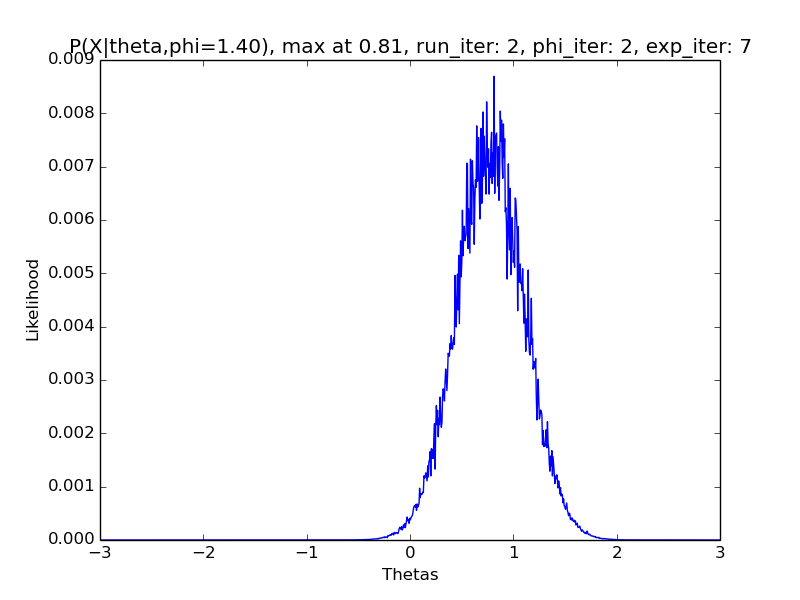 P(X|theta,phi=1.40), max at 0.81, run_iter: 2, phi_iter: 2, exp_iter: 7
0.009
0.008
0.007
0.006
0.005
0.004
0.003
0.002
0.001
0.000
Likelihood
−3 −2 −1 0 1 2 3
Thetas